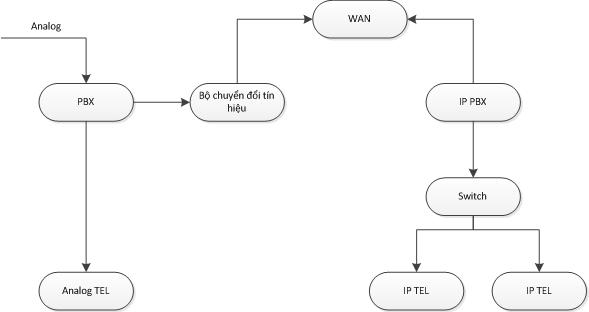 WAN
Analog
PBX
Bộ chuyển đổi tín
hiệu
IP PBX
Switch
Analog TEL
IP TEL
IP TEL